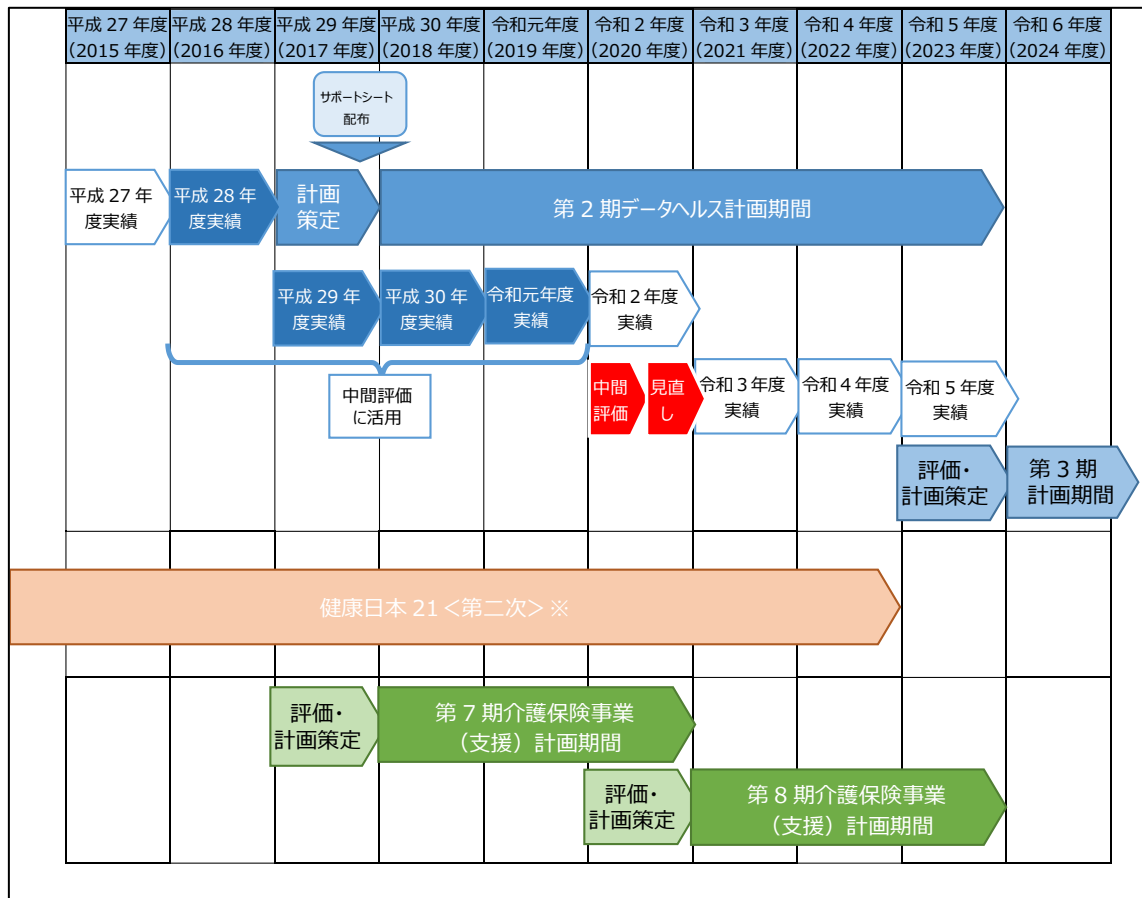 平成 27 年度
(2015 年度)
平成 28 年度
(2016 年度)
平成 29 年度
(2017 年度)
平成 30 年度
(2018 年度)
令和元年度
(2019 年度)
令和 2 年度
(2020 年度)
令和 3 年度
(2021 年度)
令和 4 年度
(2022 年度)
令和 5 年度
(2023 年度)
令和 6 年度
(2024 年度)
サポートシート
配布
平成 27 年
度実績
平成 28 年
度実績
計画
策定
第 2 期データヘルス計画期間
平成 29 年
度実績
平成 30 年
度実績
令和元年度
実績
令和 2 年度
実績
中間評価
に活用
中間
評価
見直
し
令和 3 年度
実績
令和 4 年度
実績
令和 5 年度
実績
評価・
計画策定
第 3 期
計画期間
健康日本 21<第二次>※
評価・
計画策定
第 7 期介護保険事業
(支援)計画期間
評価・
計画策定
第 8 期介護保険事業
(支援)計画期間